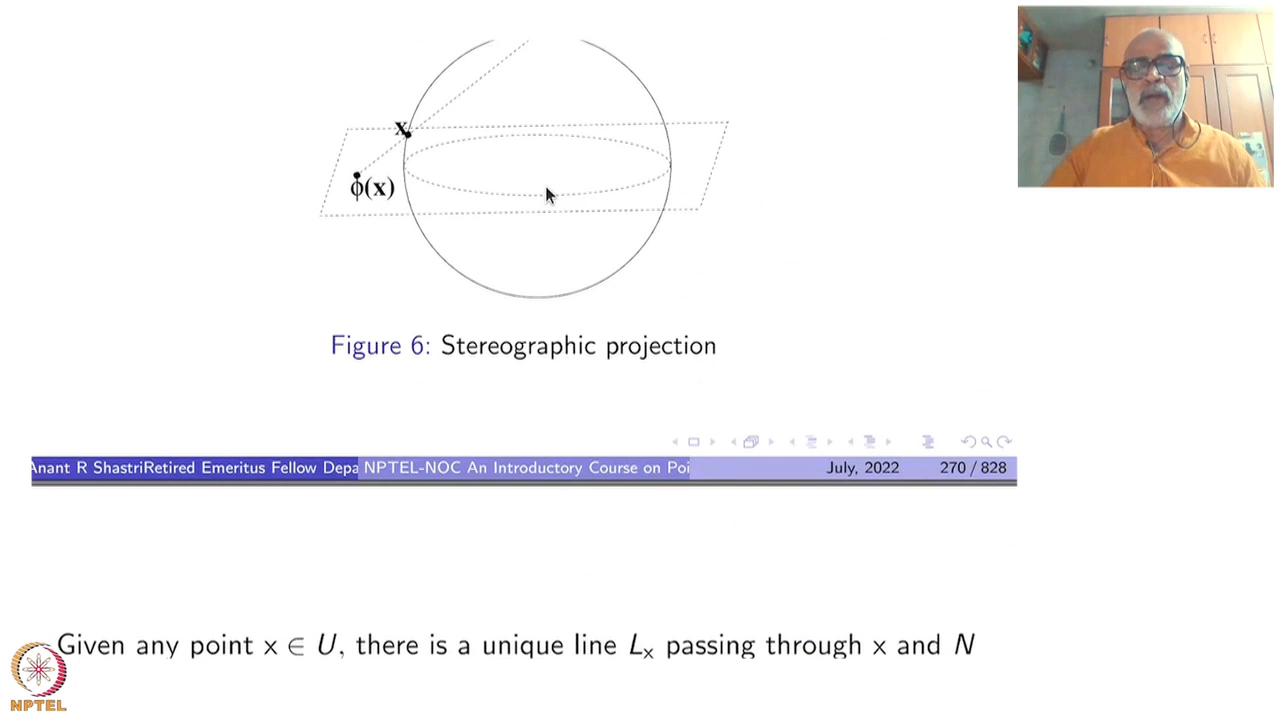 x
ϕ(x)
Figure 6: Stereographic projection
Anant R ShastriRetired Emeritus Fellow Depa NPTEL-NOC An Introductory Course on Poi July, 2022 270 / 828
Given any point x ∈ U, there is a unique line Lₓ passing through x and N
NPTEL